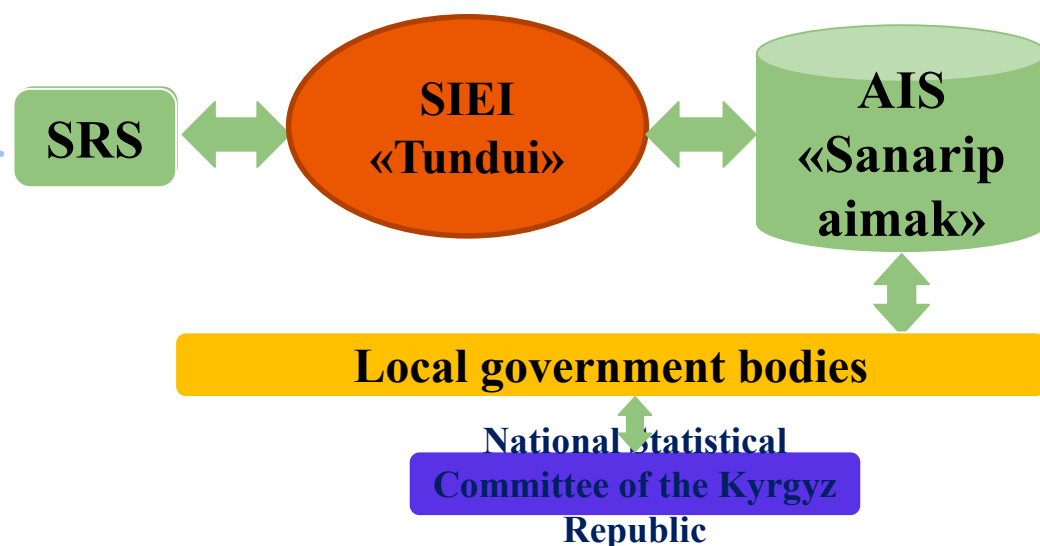 SRS
SIEI
«Tundui»
AIS
«Sanarip
aimak»
Local government bodies
National Statistical
Committee of the Kyrgyz
Republic